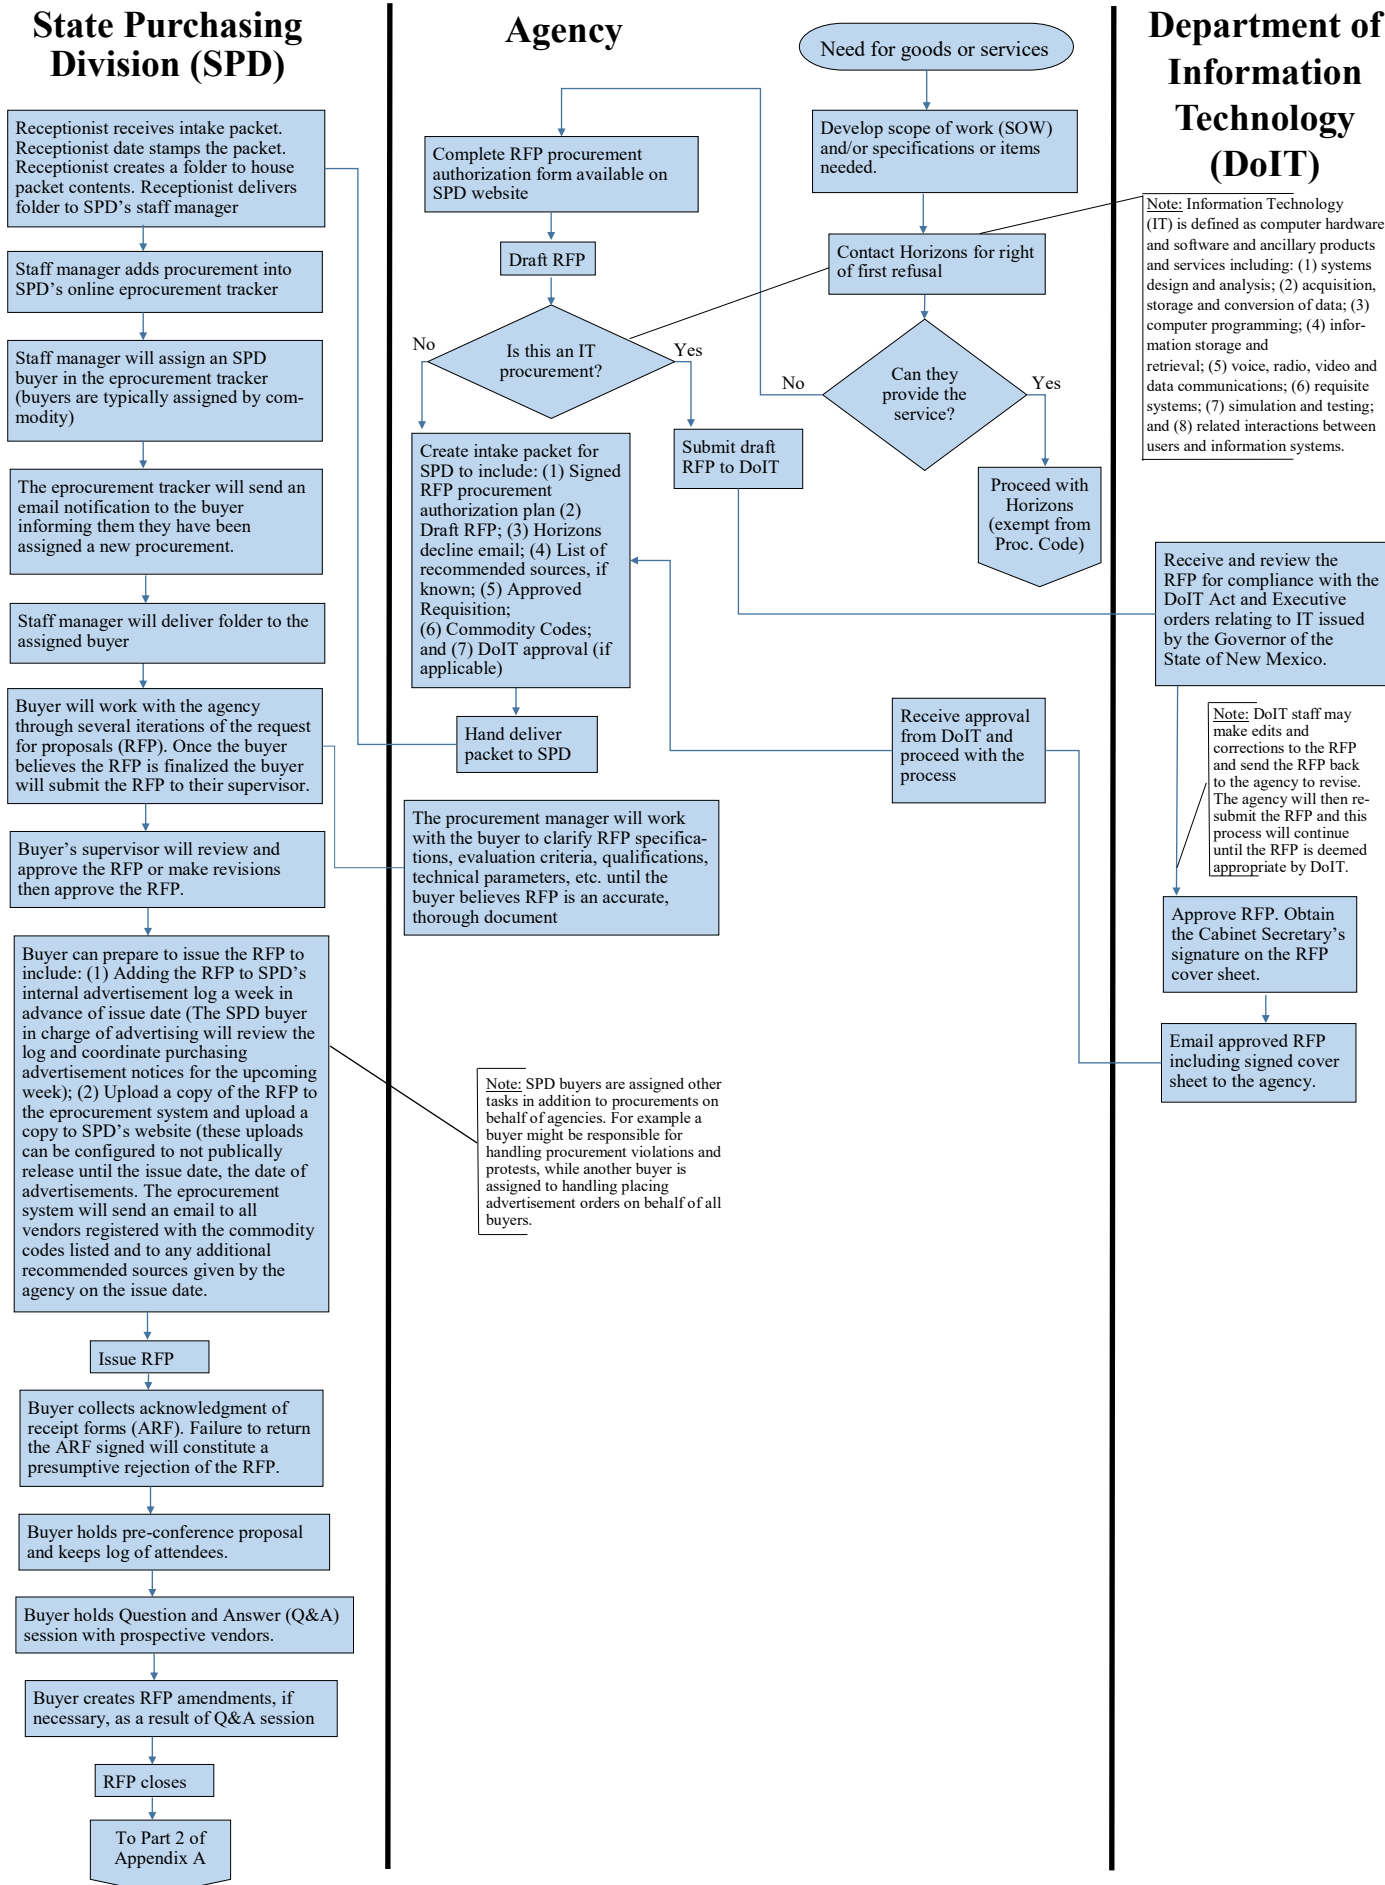 State Purchasing
Division (SPD)
Receptionist receives intake packet.
Receptionist date stamps the packet.
Receptionist creates a folder to house
packet contents. Receptionist delivers
folder to SPD’s staff manager
Staff manager adds procurement into
SPD’s online eprocurement tracker
Staff manager will assign an SPD
buyer in the eprocurement tracker
(buyers are typically assigned by com-
modity)
The eprocurement tracker will send an
email notification to the buyer
informing them they have been
assigned a new procurement.
Staff manager will deliver folder to the
assigned buyer
Buyer will work with the agency
through several iterations of the request
for proposals (RFP). Once the buyer
believes the RFP is finalized the buyer
will submit the RFP to their supervisor.
Buyer’s supervisor will review and
approve the RFP or make revisions
then approve the RFP.
Buyer can prepare to issue the RFP to
include: (1) Adding the RFP to SPD’s
internal advertisement log a week in
advance of issue date (The SPD buyer
in charge of advertising will review the
log and coordinate purchasing
advertisement notices for the upcoming
week); (2) Upload a copy of the RFP to
the eprocurement system and upload a
copy to SPD’s website (these uploads
can be configured to not publically
release until the issue date, the date of
advertisements. The eprocurement
system will send an email to all
vendors registered with the commodity
codes listed and to any additional
recommended sources given by the
agency on the issue date.
Issue RFP
Buyer collects acknowledgment of
receipt forms (ARF). Failure to return
the ARF signed will constitute a
presumptive rejection of the RFP.
Buyer holds pre-conference proposal
and keeps log of attendees.
Buyer holds Question and Answer (Q&A)
session with prospective vendors.
Buyer creates RFP amendments, if
necessary, as a result of Q&A session
RFP closes
To Part 2 of
Appendix A
Agency
Need for goods or services
Develop scope of work (SOW)
and/or specifications or items
needed.
Contact Horizons for right
of first refusal
Can they
provide the
service?
No
Yes
Proceed with
Horizons
(exempt from
Proc. Code)
Complete RFP procurement
authorization form available on
SPD website
Draft RFP
Is this an IT
procurement?
No
Yes
Submit draft
RFP to DoIT
Create intake packet for
SPD to include: (1) Signed
RFP procurement
authorization plan (2)
Draft RFP; (3) Horizons
decline email; (4) List of
recommended sources, if
known; (5) Approved
Requisition;
(6) Commodity Codes;
and (7) DoIT approval (if
applicable)
Hand deliver
packet to SPD
Receive approval
from DoIT and
proceed with the
process
The procurement manager will work
with the buyer to clarify RFP specifica-
tions, evaluation criteria, qualifications,
technical parameters, etc. until the
buyer believes RFP is an accurate,
thorough document
Note: SPD buyers are assigned other
tasks in addition to procurements on
behalf of agencies. For example a
buyer might be responsible for
handling procurement violations and
protests, while another buyer is
assigned to handling placing
advertisement orders on behalf of all
buyers.
Department of
Information
Technology
(DoIT)
Note: Information Technology
(IT) is defined as computer hardware
and software and ancillary products
and services including: (1) systems
design and analysis; (2) acquisition,
storage and conversion of data; (3)
computer programming; (4) infor-
mation storage and
retrieval; (5) voice, radio, video and
data communications; (6) requisite
systems; (7) simulation and testing;
and (8) related interactions between
users and information systems.
Receive and review the
RFP for compliance with the
DoIT Act and Executive
orders relating to IT issued
by the Governor of the
State of New Mexico.
Note: DoIT staff may
make edits and
corrections to the RFP
and send the RFP back
to the agency to revise.
The agency will then re-
submit the RFP and this
process will continue
until the RFP is deemed
appropriate by DoIT.
Approve RFP. Obtain
the Cabinet Secretary’s
signature on the RFP
cover sheet.
Email approved RFP
including signed cover
sheet to the agency.